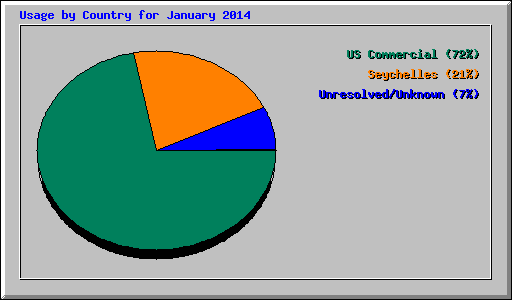 Usage by Country for January 2014
US Commercial (72%)
Seychelles (21%)
Unresolved/Unknown (7%)